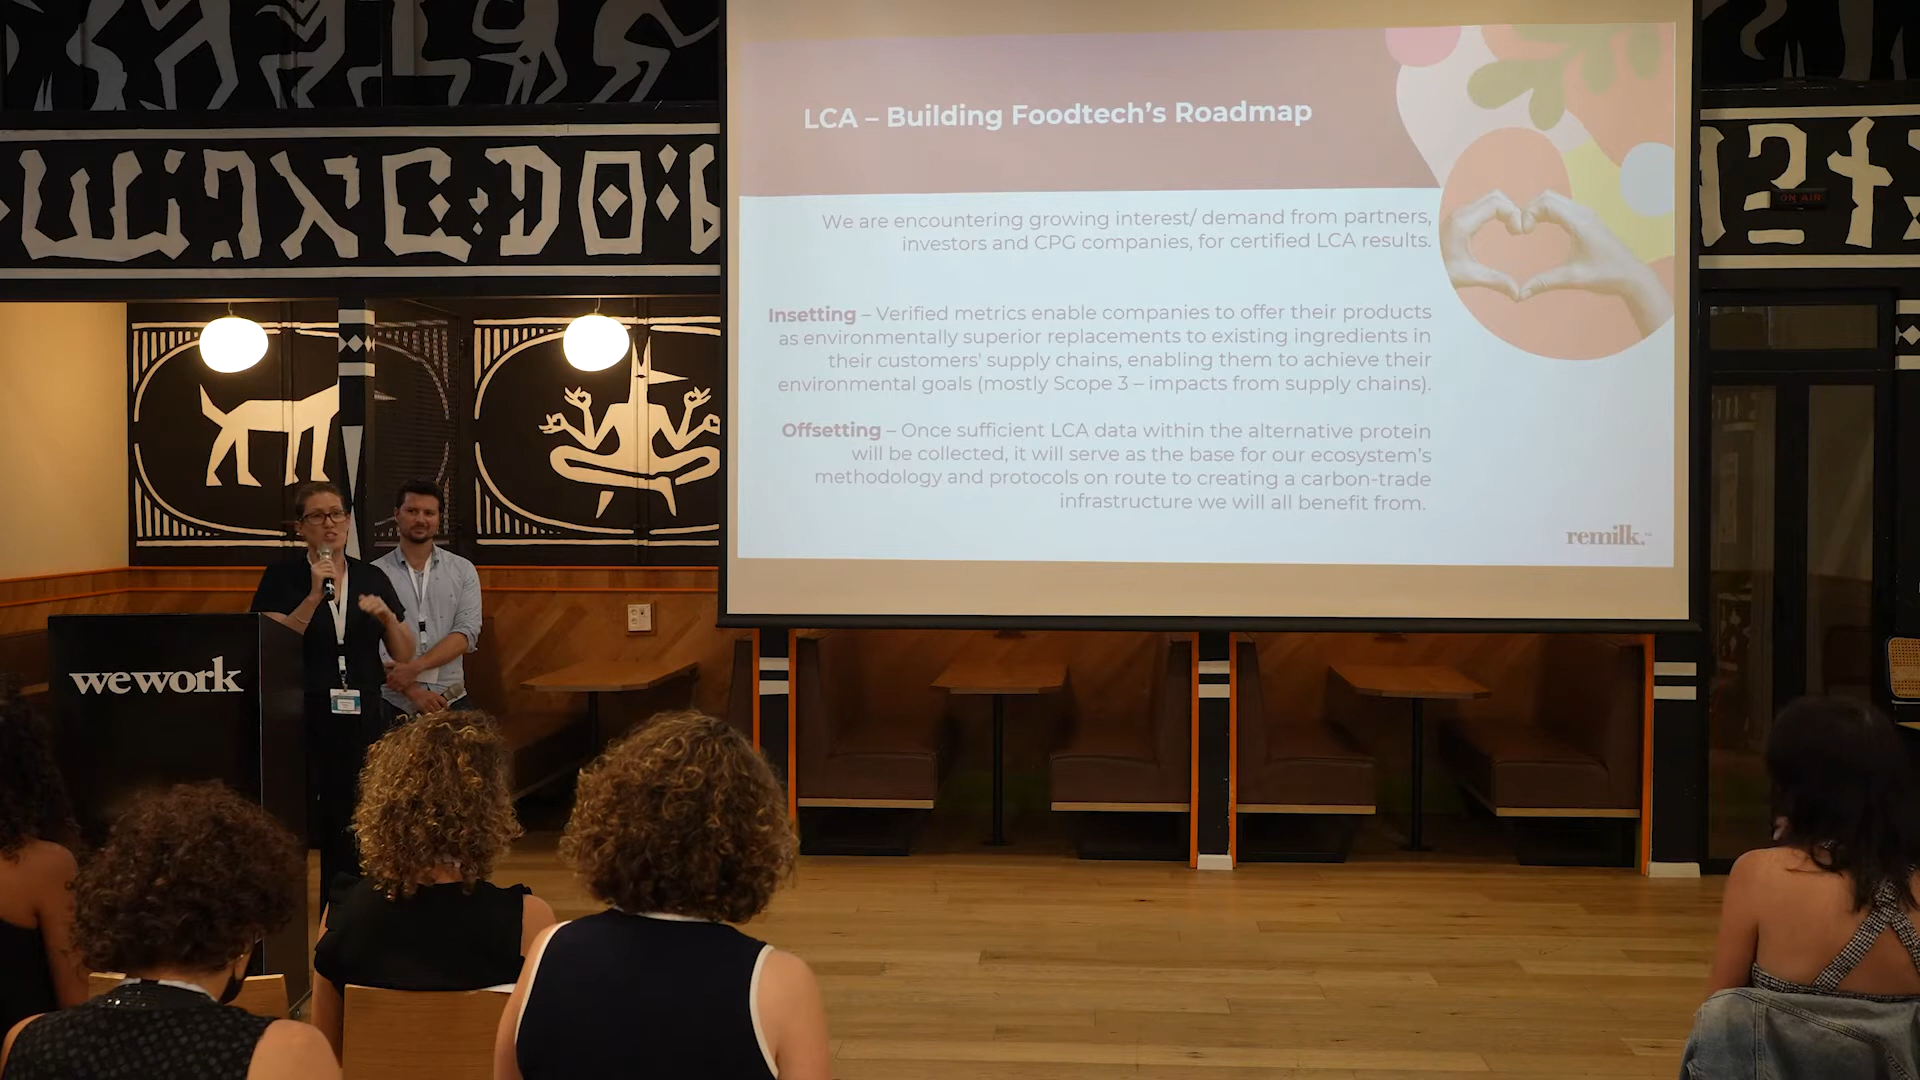 LCA – Building Foodtech's Roadmap
We are encountering growing interest/ demand from partners,
investors and CPG companies, for certified LCA results.
Insetting – Verified metrics enable companies to offer their products
as environmentally superior replacements to existing ingredients in
their customers' supply chains, enabling them to achieve their
environmental goals (mostly Scope 3 – impacts from supply chains).
Offsetting – Once sufficient LCA data within the alternative protein
will be collected, it will serve as the base for our ecosystem's
methodology and protocols on route to creating a carbon-trade
infrastructure we will all benefit from.
remilk.
ON AIR
wework